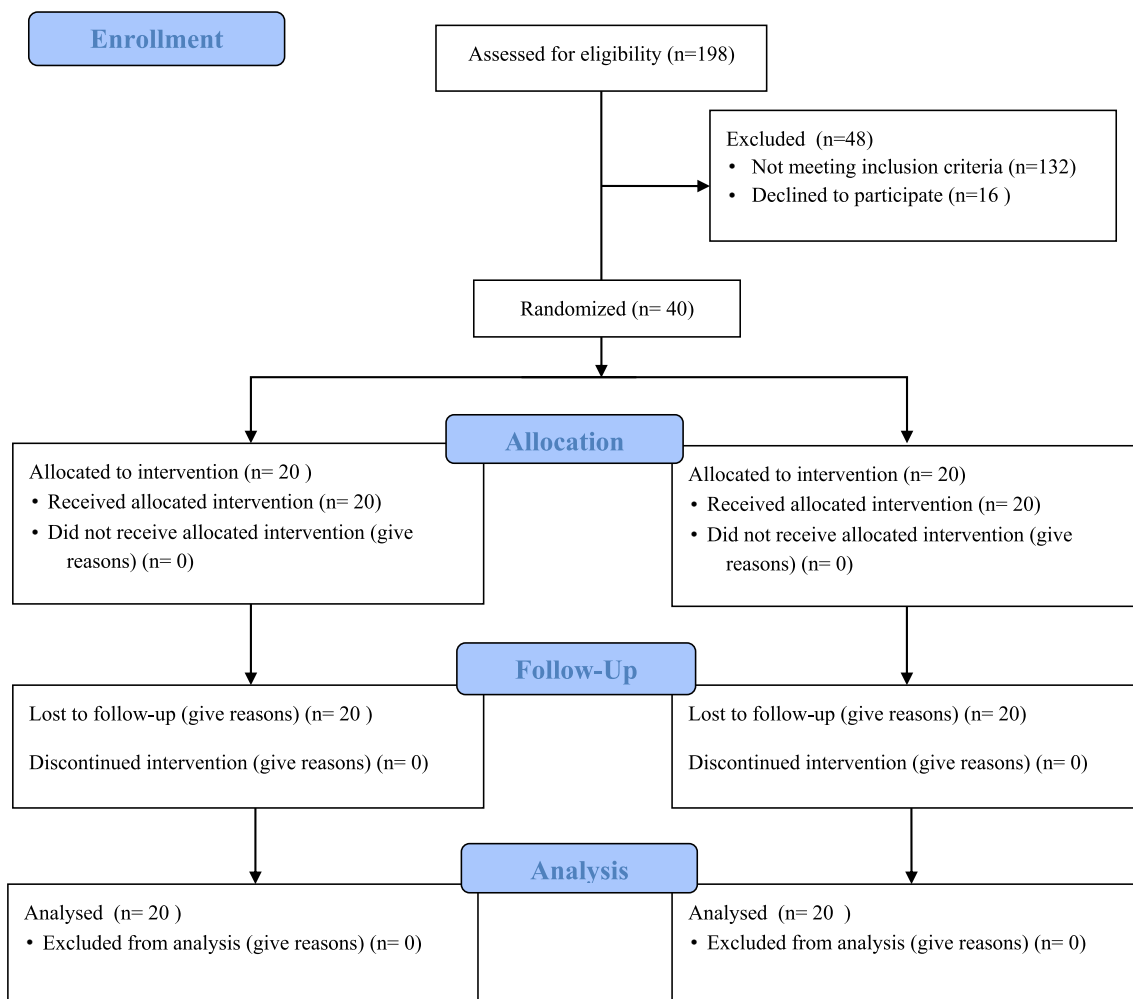 Enrollment
Assessed for eligibility (n=198)
Excluded (n=48)
• Not meeting inclusion criteria (n=132)
• Declined to participate (n=16 )
Randomized (n= 40)
Allocation
Allocated to intervention (n= 20 )
• Received allocated intervention (n= 20)
• Did not receive allocated intervention (give
reasons) (n= 0)
Allocated to intervention (n= 20)
• Received allocated intervention (n= 20)
• Did not receive allocated intervention (give
reasons) (n= 0)
Follow-Up
Lost to follow-up (give reasons) (n= 20 )
Discontinued intervention (give reasons) (n= 0)
Lost to follow-up (give reasons) (n= 20)
Discontinued intervention (give reasons) (n= 0)
Analysis
Analysed (n= 20 )
• Excluded from analysis (give reasons) (n= 0)
Analysed (n= 20 )
• Excluded from analysis (give reasons) (n= 0)